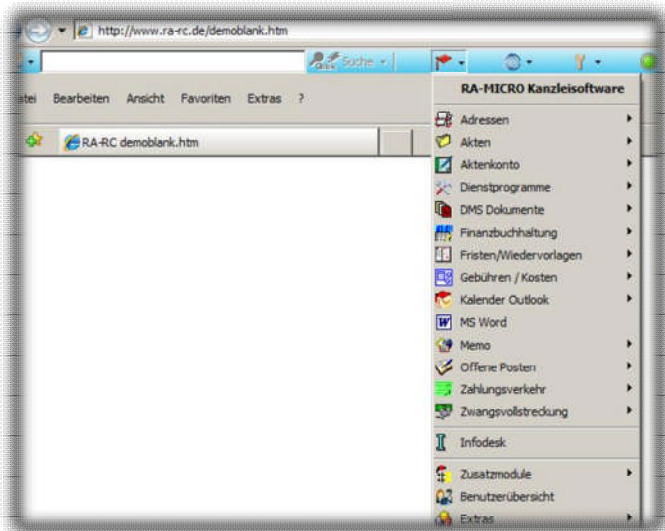 http://www.ra-rc.de/demoblank.htm
Suche
atei Bearbeiten Ansicht Favoriten Extras ?
RA-RC demoblank.htm
RA-MICRO Kanzleisoftware
Adressen
Akten
Aktenkonto
Dienstprogramme
DMS Dokumente
Finanzbuchhaltung
Fristen/Wiedervorlagen
Gebühren / Kosten
Kalender Outlook
MS Word
Memo
Offene Posten
Zahlungsverkehr
Zwangsvollstreckung
Infodesk
Zusatzmodule
Benutzerübersicht
Extras